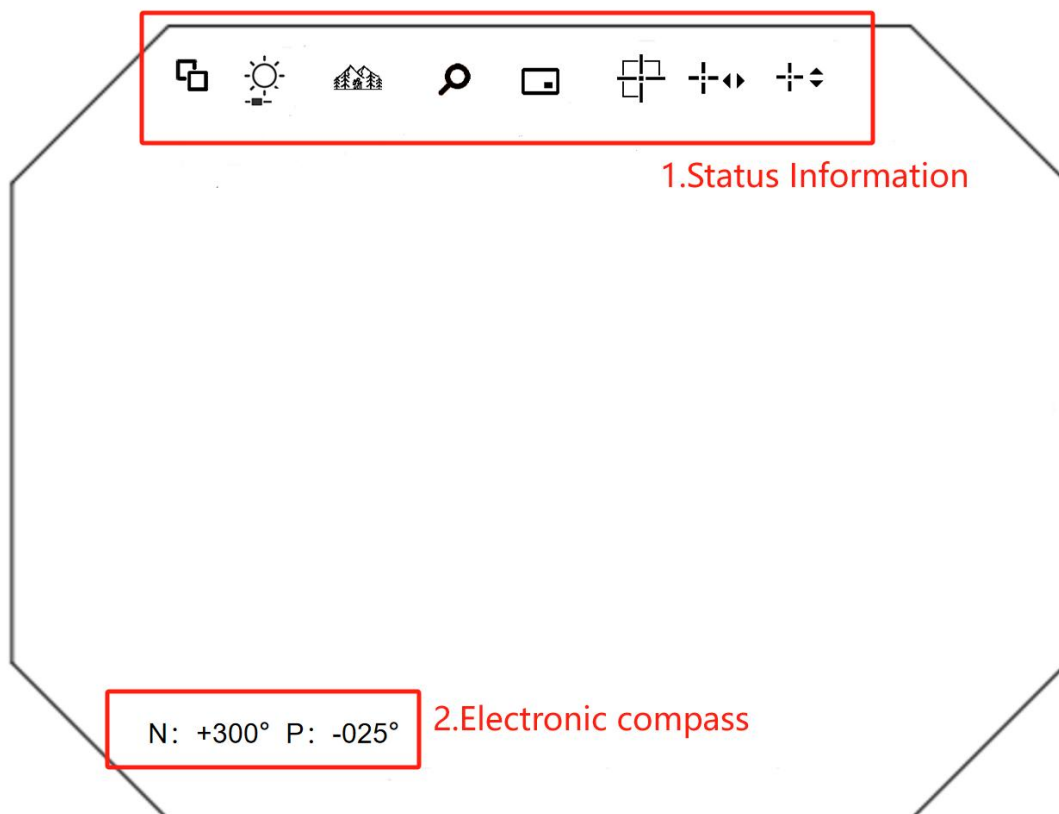 1.Status Information
N: +300° P: -025°
2.Electronic compass